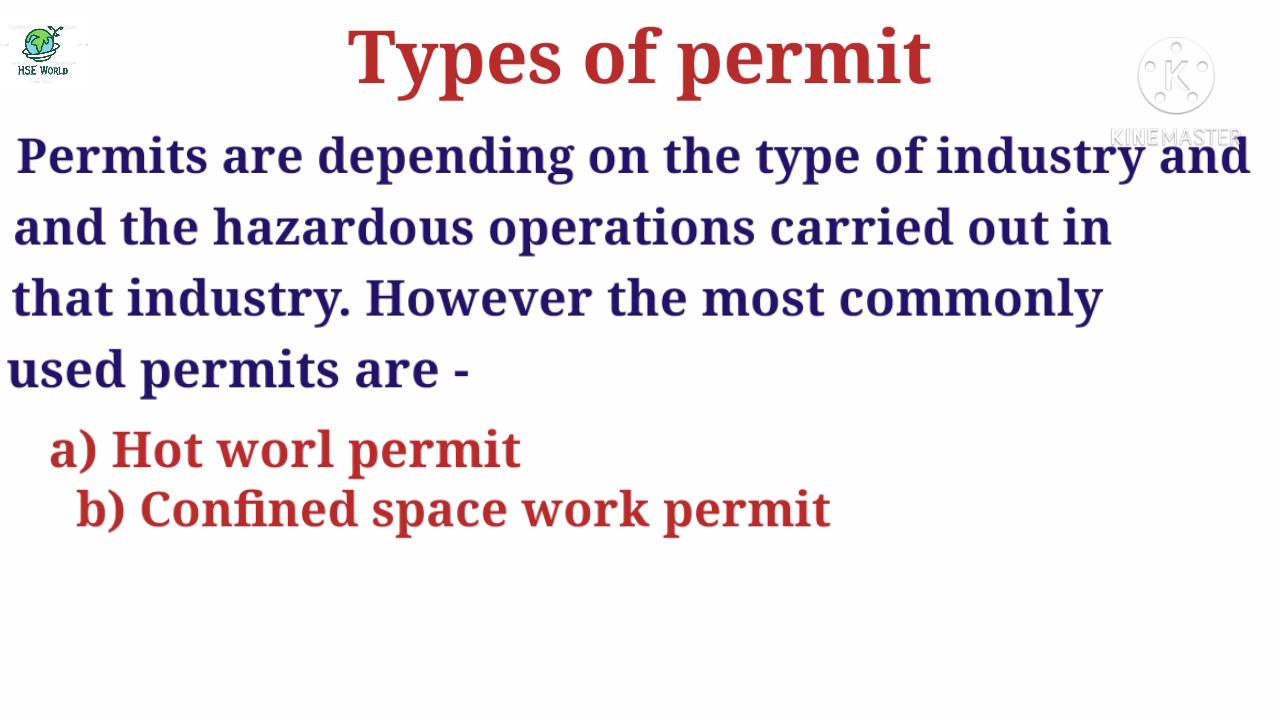 HSE WORLD
Types of permit
KINEMASTER
Permits are depending on the type of industry and
and the hazardous operations carried out in
that industry. However the most commonly
used permits are -
a) Hot worl permit
b) Confined space work permit